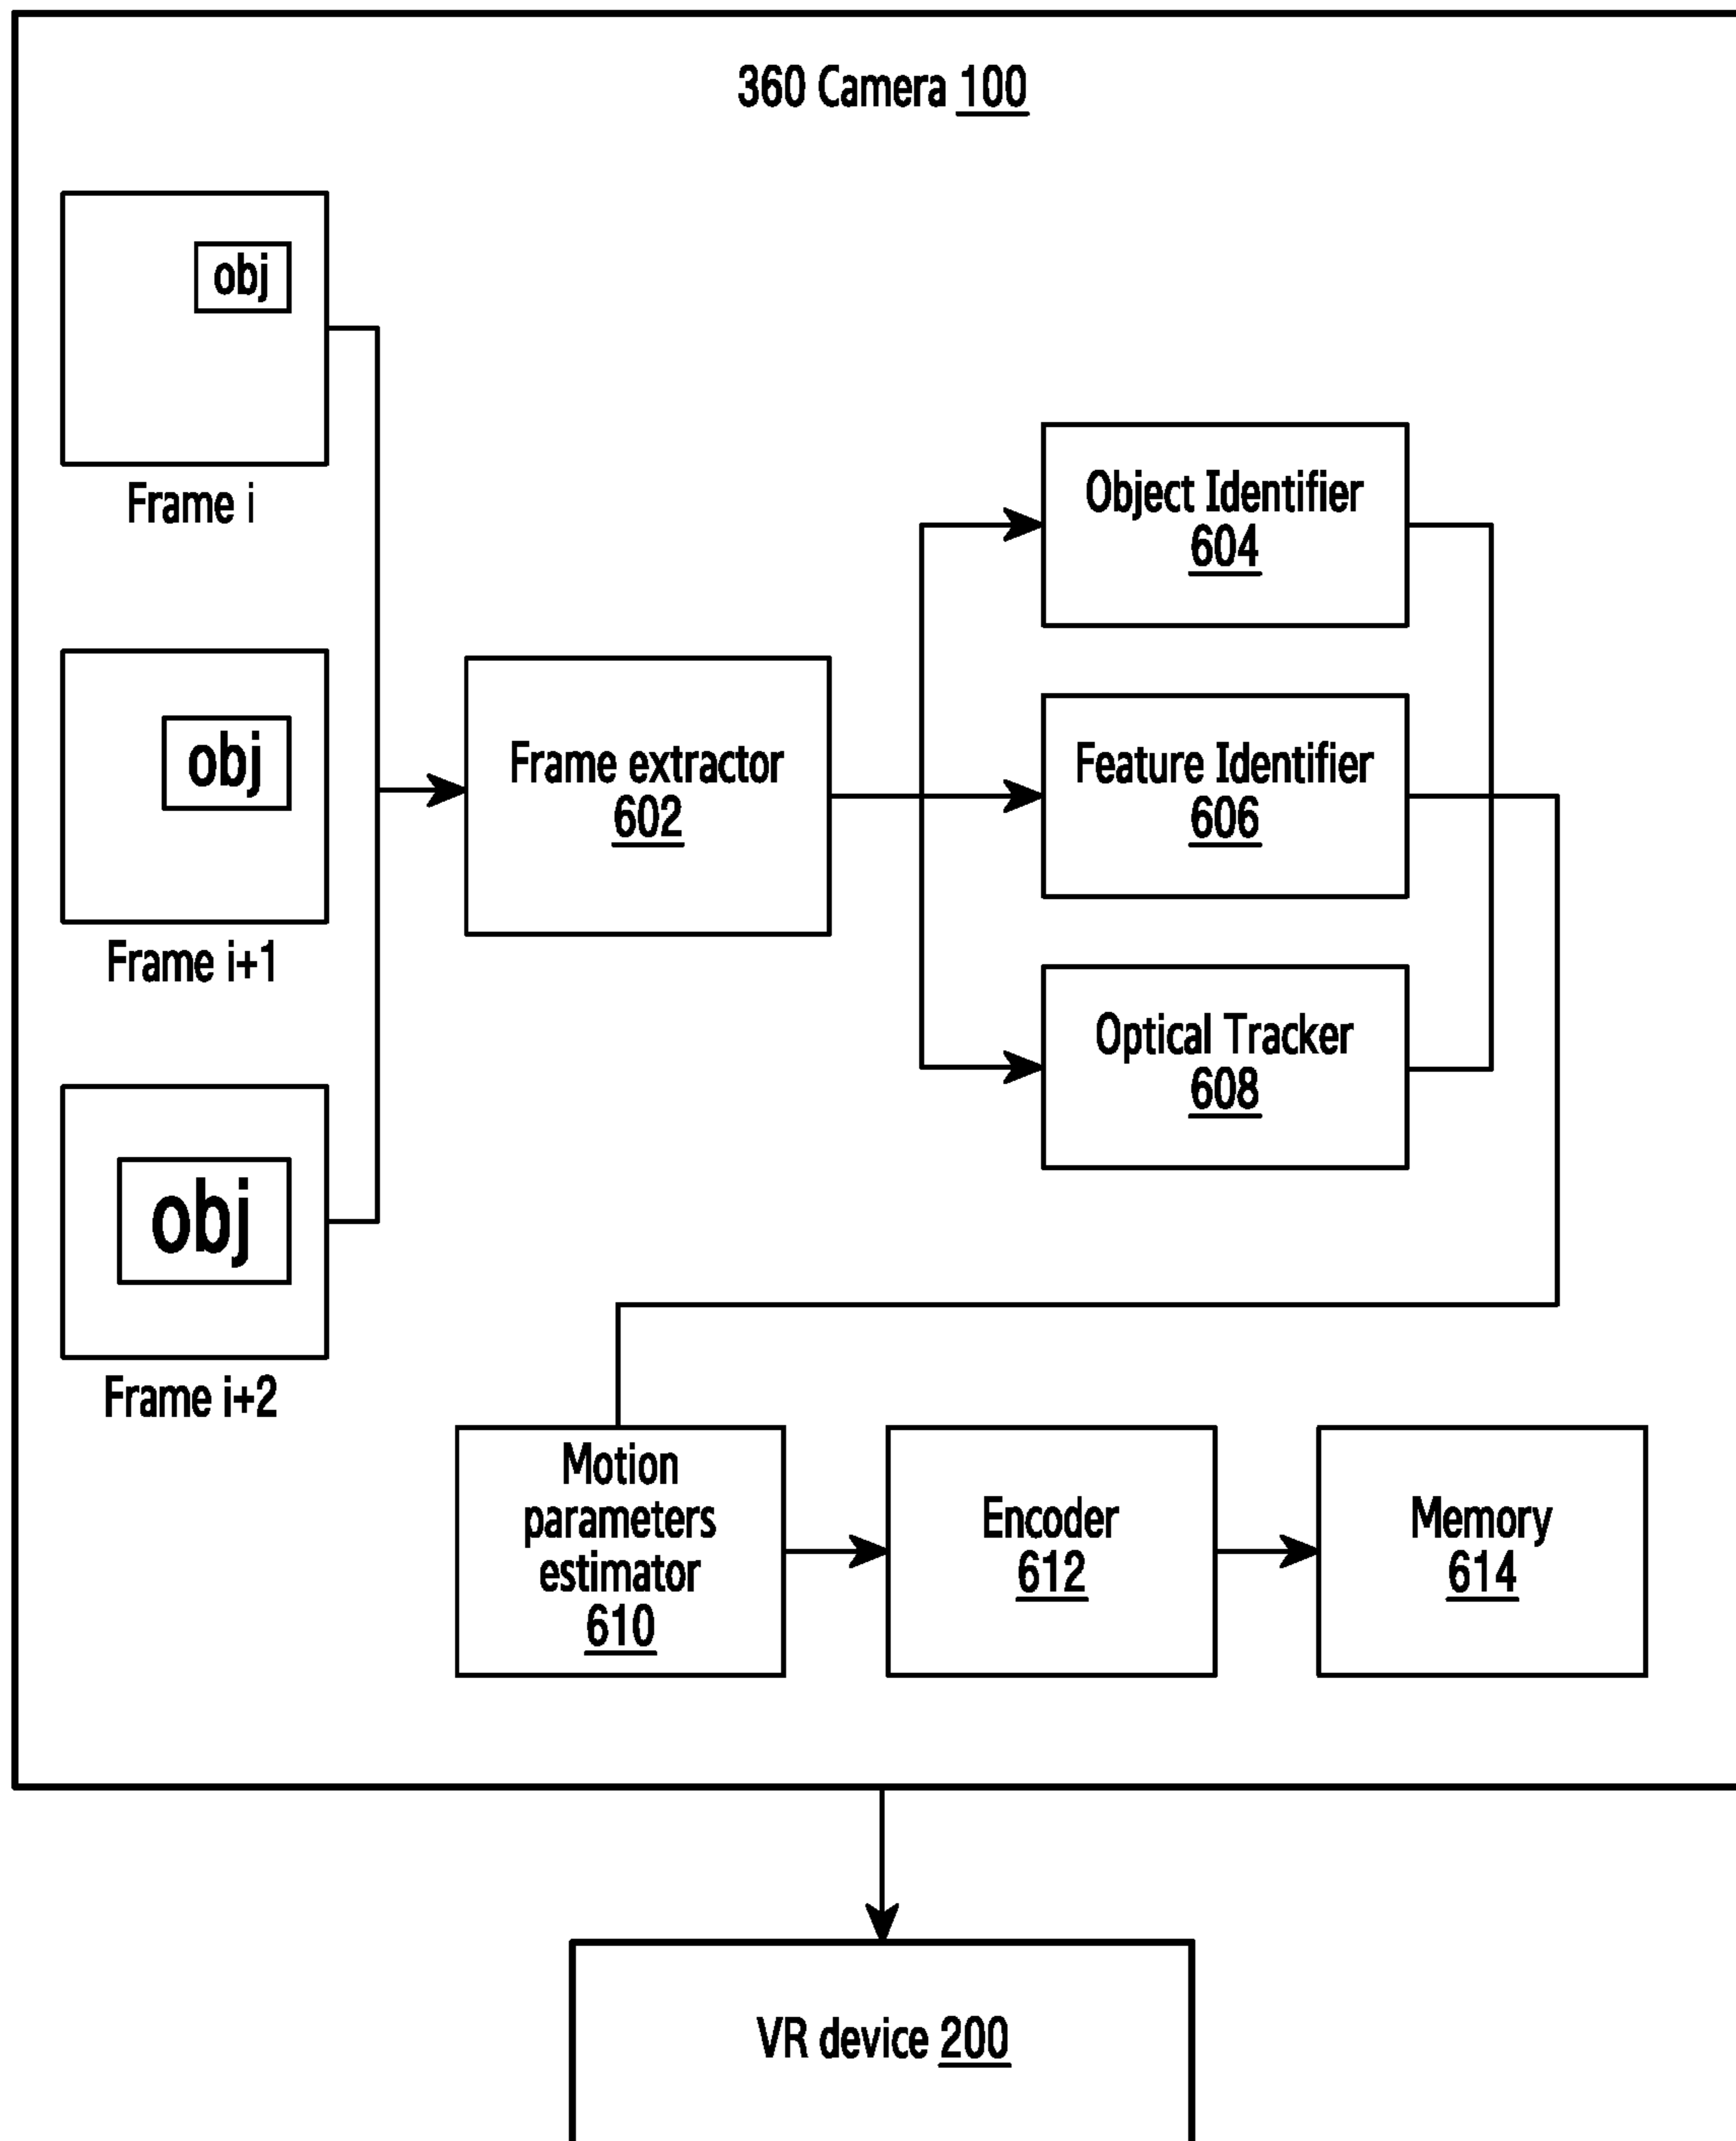 360 Camera 100
obj
Frame i
obj
Frame i+1
obj
Frame i+2
Frame extractor
602
Object Identifier
604
Feature Identifier
606
Optical Tracker
608
Motion
parameters
estimator
610
Encoder
612
Memory
614
VR device 200